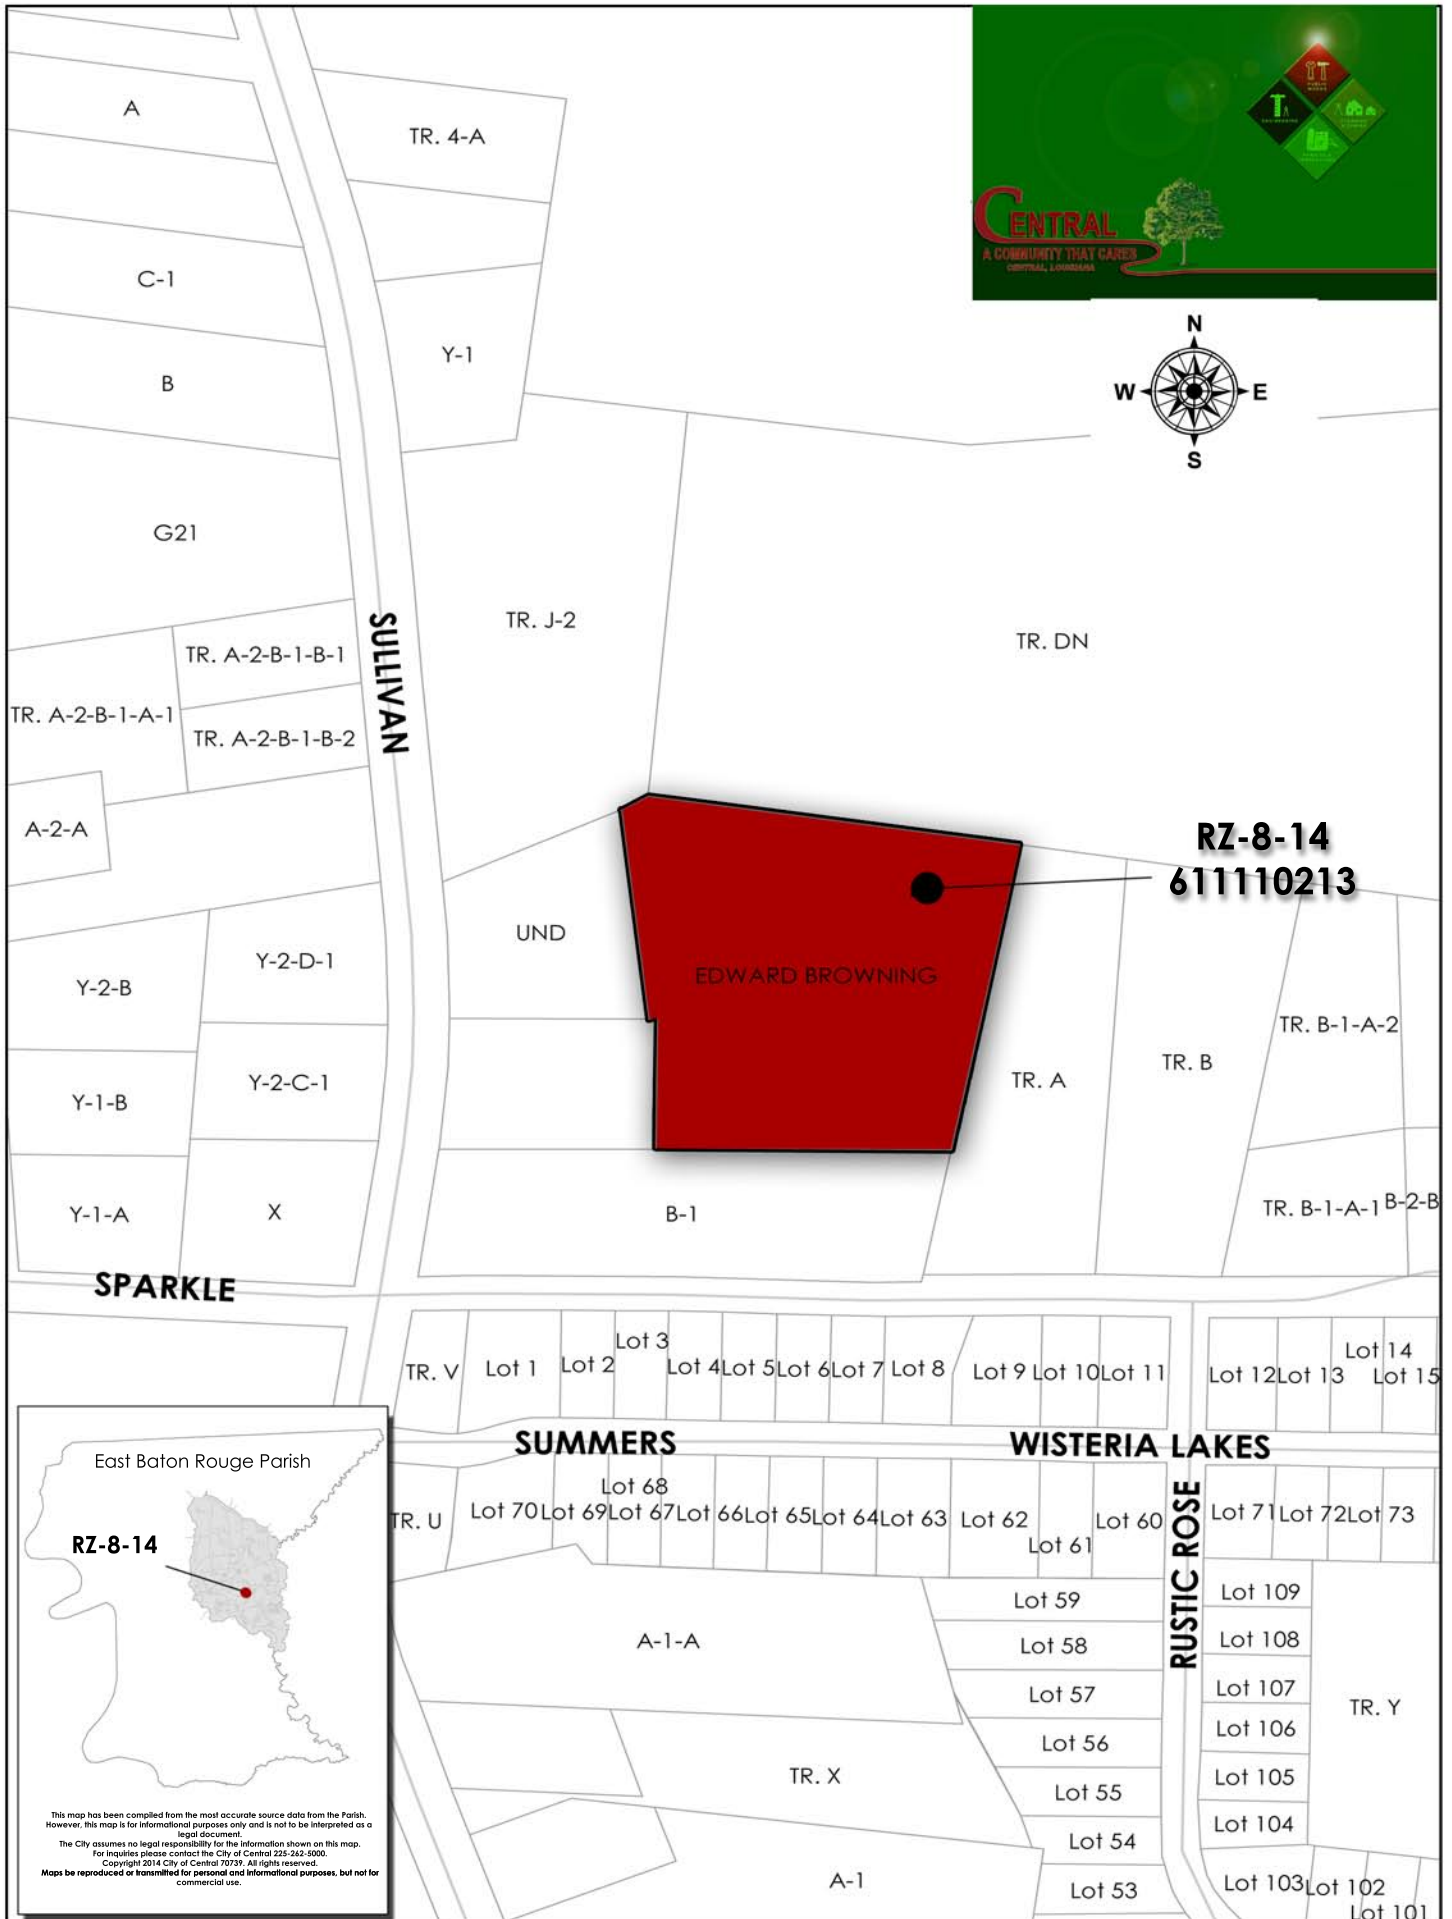 A
TR. 4-A
C-1
B
Y-1
G21
TR. J-2
TR. DN
TR. A-2-B-1-B-1
TR. A-2-B-1-A-1
TR. A-2-B-1-B-2
A-2-A
SULLIVAN
CENTRAL
A COMMUNITY THAT CARES
CENTRAL, LOUISIANA
N
W
E
S
RZ-8-14
611110213
UND
EDWARD BROWNING
Y-2-B
Y-2-D-1
Y-1-B
Y-2-C-1
Y-1-A
X
TR. A
TR. B
TR. B-1-A-2
TR. B-1-A-1
B-2-B
B-1
SPARKLE
TR. V
Lot 1
Lot 2
Lot 3
Lot 4
Lot 5
Lot 6
Lot 7
Lot 8
Lot 9
Lot 10
Lot 11
Lot 12
Lot 13
Lot 14
Lot 15
SUMMERS
WISTERIA LAKES
TR. U
Lot 70
Lot 69
Lot 68
Lot 67
Lot 66
Lot 65
Lot 64
Lot 63
Lot 62
Lot 61
Lot 60
Lot 71
Lot 72
Lot 73
RUSTIC ROSE
Lot 59
Lot 58
Lot 57
Lot 56
Lot 55
Lot 54
Lot 53
Lot 109
Lot 108
Lot 107
Lot 106
Lot 105
Lot 104
Lot 103
Lot 102
Lot 101
TR. Y
A-1-A
TR. X
A-1
East Baton Rouge Parish
RZ-8-14
This map has been compiled from the most accurate source data from the Parish.
However, this map is for informational purposes only and is not to be interpreted as a
legal document.
The City assumes no legal responsibility for the information shown on this map.
For inquiries please contact the City of Central 225-262-5000.
Copyright 2014 City of Central 70739. All rights reserved.
Maps be reproduced or transmitted for personal and informational purposes, but not for
commercial use.